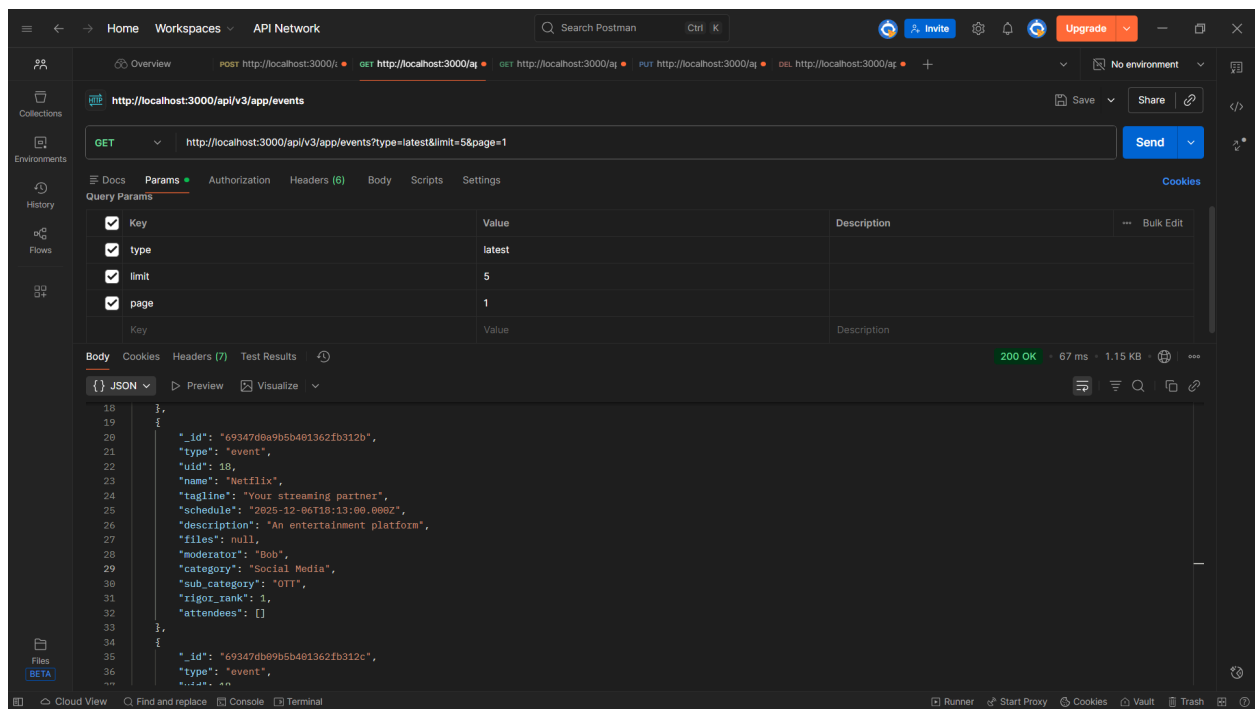 Home Workspaces API Network Search Postman Ctrl K Invite Upgrade
Overview POST http://localhost:3000/a GET http://localhost:3000/ap GET http://localhost:3000/ap PUT http://localhost:3000/ap DEL http://localhost:3000/ap No environment
Collections
Environments
History
Flows
HTTP http://localhost:3000/api/v3/app/events Save Share
GET http://localhost:3000/api/v3/app/events?type=latest&limit=5&page=1 Send
Docs Params Authorization Headers (6) Body Scripts Settings Cookies
Query Params
Key Value Description Bulk Edit
type latest
limit 5
page 1
Key Value Description
Body Cookies Headers (7) Test Results 200 OK 67 ms 1.15 KB
{} JSON Preview Visualize
18 },
19 {
20 "_id": "69347d0a9b5b401362fb312b",
21 "type": "event",
22 "uid": 18,
23 "name": "Netflix",
24 "tagline": "Your streaming partner",
25 "schedule": "2025-12-06T18:13:00.000Z",
26 "description": "An entertainment platform",
27 "files": null,
28 "moderator": "Bob",
29 "category": "Social Media",
30 "sub_category": "OTT",
31 "rigor_rank": 1,
32 "attendees": []
33 },
34 {
35 "_id": "69347db09b5b401362fb312c",
36 "type": "event",
Files
BETA
Cloud View Find and replace Console Terminal Runner Start Proxy Cookies Vault Trash